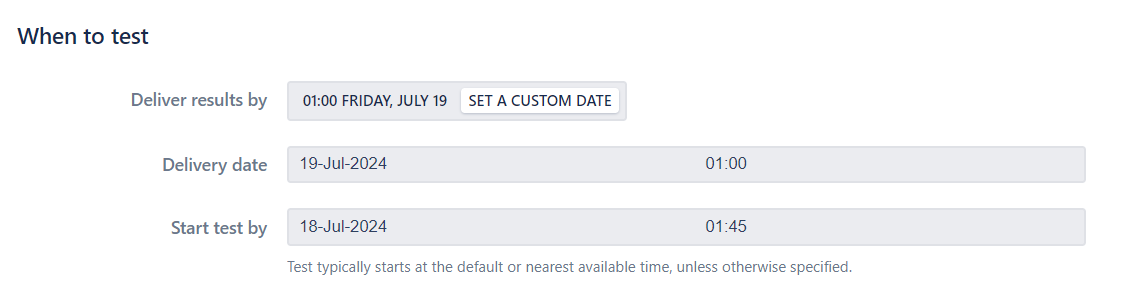 When to test
Deliver results by 01:00 FRIDAY, JULY 19 SET A CUSTOM DATE
Delivery date 19-Jul-2024 01:00
Start test by 18-Jul-2024 01:45
Test typically starts at the default or nearest available time, unless otherwise specified.